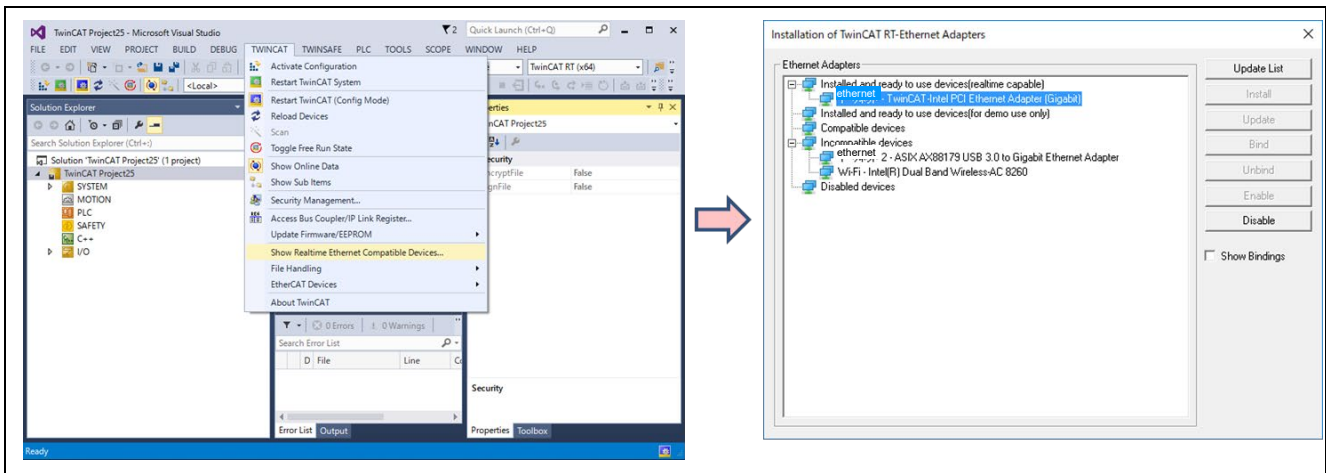 TwinCAT Project25 - Microsoft Visual Studio
2
Quick Launch (Ctrl+Q)
FILE EDIT VIEW PROJECT BUILD DEBUG TWINCAT TWINSAFE PLC TOOLS SCOPE WINDOW HELP
TwinCAT RT (x64)
<Local>
Activate Configuration
Restart TwinCAT System
Restart TwinCAT (Config Mode)
Reload Devices
Scan
Toggle Free Run State
Show Online Data
Show Sub Items
Security Management...
Access Bus Coupler/IP Link Register...
Update Firmware/EEPROM
Show Realtime Ethernet Compatible Devices...
File Handling
EtherCAT Devices
About TwinCAT
Solution Explorer
Search Solution Explorer (Ctrl+:)
Solution 'TwinCAT Project25' (1 project)
TwinCAT Project25
SYSTEM
MOTION
PLC
SAFETY
C++
I/O
False
False
0 Errors
0 Warnings
Search Error List
D File Line
Error List Output
Security
Properties Toolbox
Ready
Installation of TwinCAT RT-Ethernet Adapters
Ethernet Adapters
Installed and ready to use devices(realtime capable)
ethernet
- TwinCAT-Intel PCI Ethernet Adapter (Gigabit)
Installed and ready to use devices(for demo use only)
Compatible devices
Incompatible devices
ethernet 2 - ASIX AX88179 USB 3.0 to Gigabit Ethernet Adapter
Wi-Fi - Intel(R) Dual Band Wireless-AC 8260
Disabled devices
Update List
Install
Update
Bind
Unbind
Enable
Disable
Show Bindings